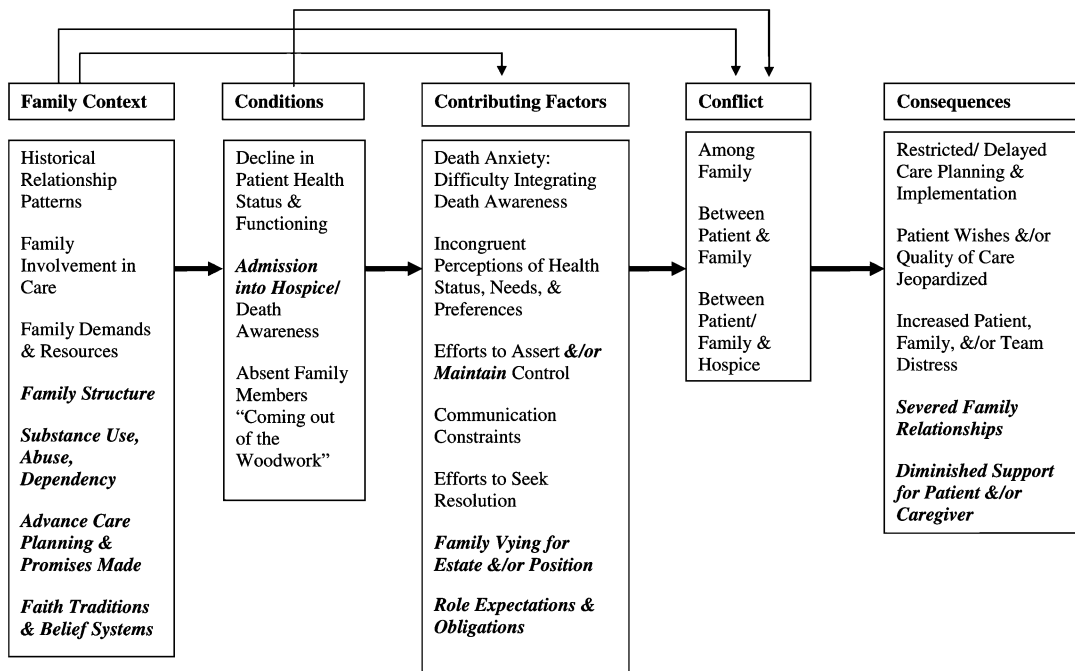 Family Context
Conditions
Contributing Factors
Conflict
Consequences
Historical
Relationship
Patterns
Family
Involvement in
Care
Family Demands
& Resources
Family Structure
Substance Use,
Abuse,
Dependency
Advance Care
Planning &
Promises Made
Faith Traditions
& Belief Systems
Decline in
Patient Health
Status &
Functioning
Admission
into Hospice/
Death
Awareness
Absent Family
Members
“Coming out
of the
Woodwork”
Death Anxiety:
Difficulty Integrating
Death Awareness
Incongruent
Perceptions of Health
Status, Needs, &
Preferences
Efforts to Assert &/or
Maintain Control
Communication
Constraints
Efforts to Seek
Resolution
Family Vying for
Estate &/or Position
Role Expectations &
Obligations
Among
Family
Between
Patient &
Family
Between
Patient/
Family &
Hospice
Restricted/ Delayed
Care Planning &
Implementation
Patient Wishes &/or
Quality of Care
Jeopardized
Increased Patient,
Family, &/or Team
Distress
Severed Family
Relationships
Diminished Support
for Patient &/or
Caregiver